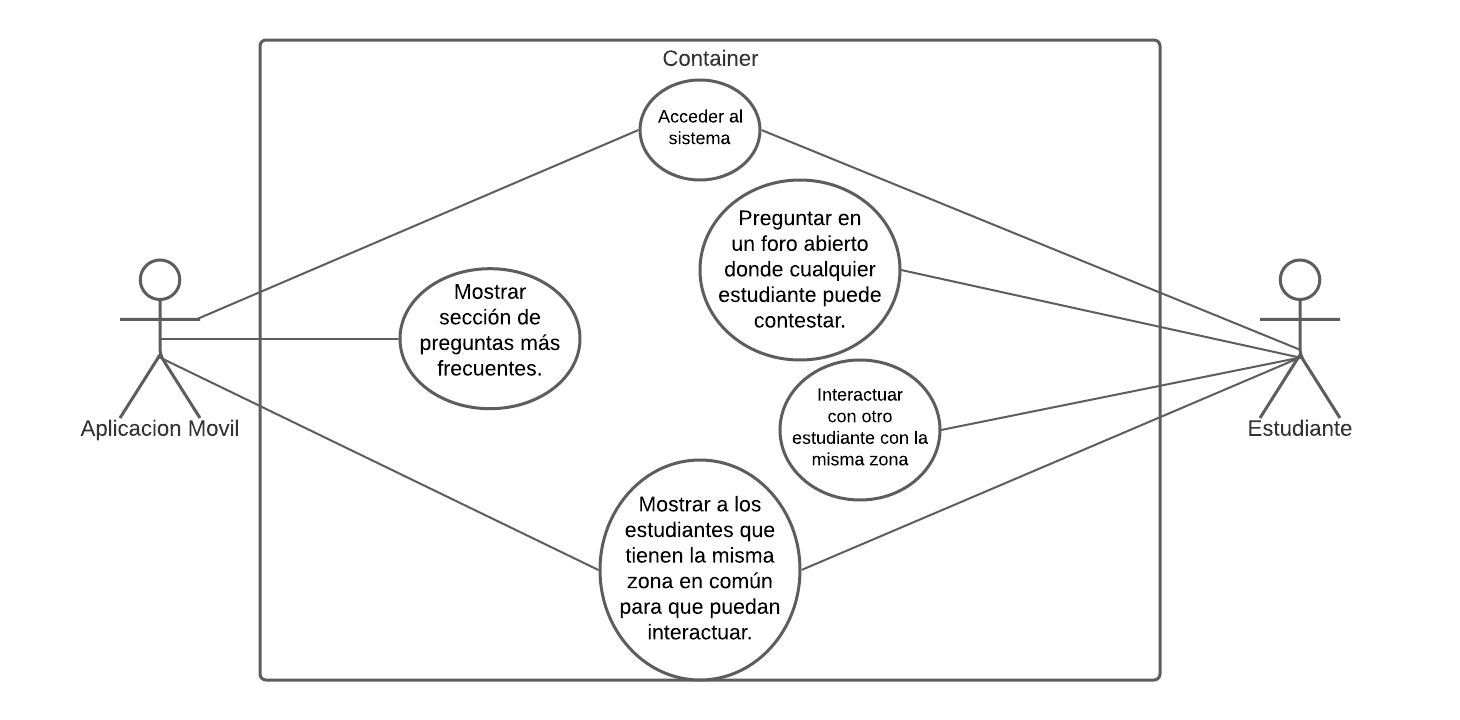 Container
Acceder al
sistema
Preguntar en
un foro abierto
donde cualquier
estudiante puede
contestar.
Mostrar
sección de
preguntas más
frecuentes.
Interactuar
con otro
estudiante con la
misma zona
Aplicacion Movil
Estudiante
Mostrar a los
estudiantes que
tienen la misma
zona en común
para que puedan
interactuar.